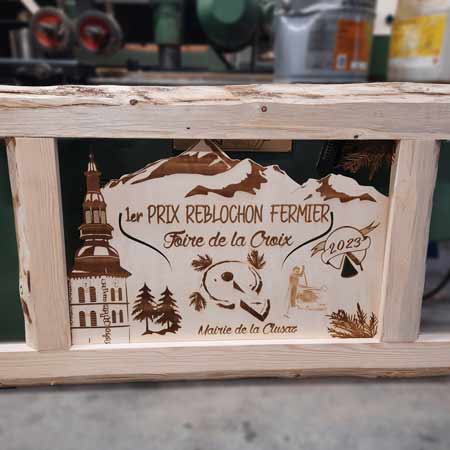 1er PRIX REBLOCHON FERMIER
Foire de la Croix
2023
Mairie de la Clusaz